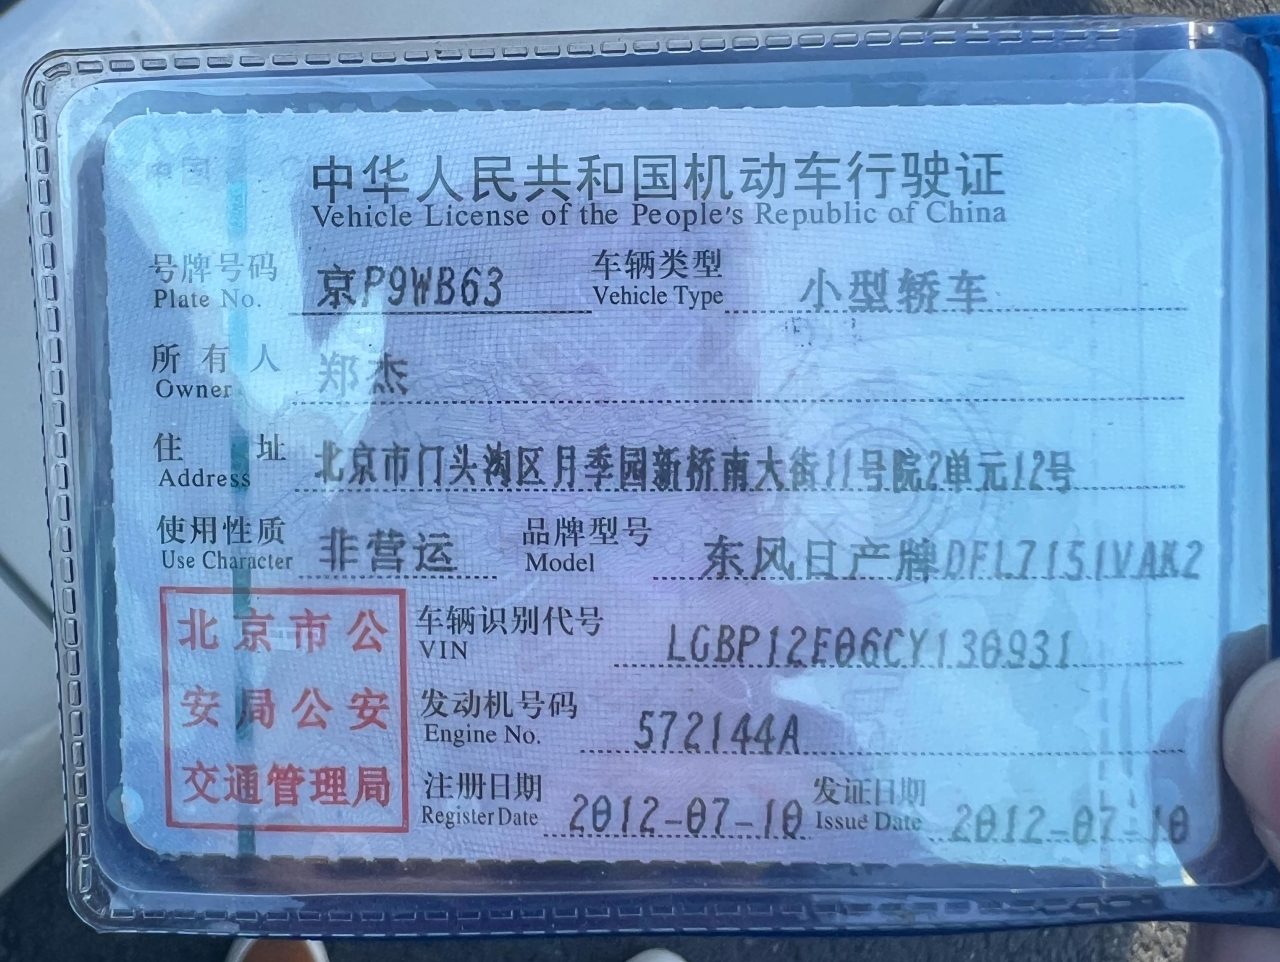 中华人民共和国机动车行驶证
Vehicle License of the People's Republic of China
号牌号码 京P9WB63 车辆类型 小型轿车
Plate No. Vehicle Type
所有人 郑杰
Owner
住址 北京市门头沟区月季园新桥南大街11号院2单元12号
Address
使用性质 非营运 品牌型号 东风日产牌DFL7151VAK2
Use Character Model
北京市公
安局公安
交通管理局
车辆识别代号 LGBP12E06CY130931
VIN
发动机号码 572144A
Engine No.
注册日期 2012-07-10 发证日期 2012-07-10
Register Date Issue Date